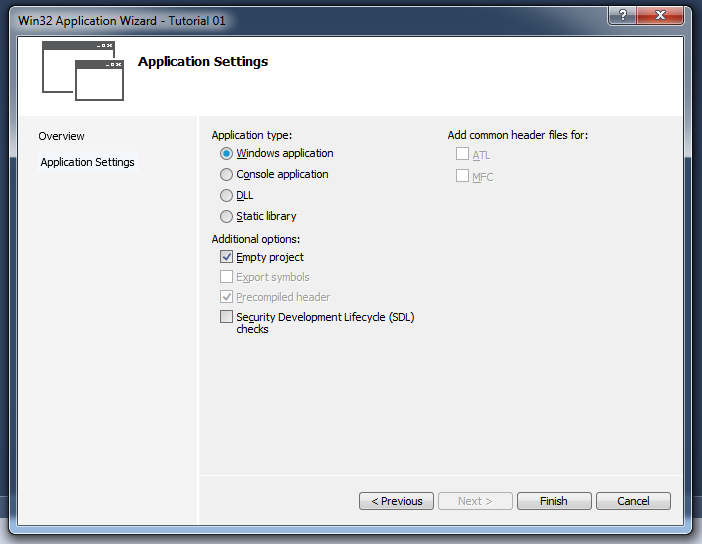 Win32 Application Wizard - Tutorial 01
?
Application Settings
Overview
Application Settings
Application type:
Windows application
Console application
DLL
Static library
Additional options:
Empty project
Export symbols
Precompiled header
Security Development Lifecycle (SDL)
checks
Add common header files for:
ATL
MFC
< Previous
Next >
Finish
Cancel